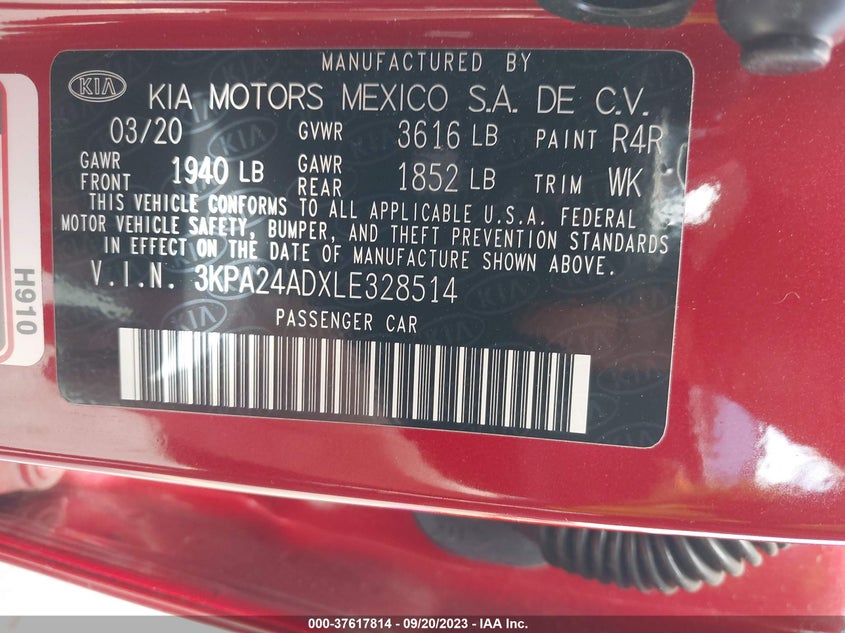 MANUFACTURED BY
KIA KIA MOTORS MEXICO S.A. DE C.V.
03/20 GVWR 3616 LB PAINT R4R
GAWR FRONT 1940 LB GAWR REAR 1852 LB TRIM WK
THIS VEHICLE CONFORMS TO ALL APPLICABLE U.S.A. FEDERAL
MOTOR VEHICLE SAFETY, BUMPER, AND THEFT PREVENTION STANDARDS
IN EFFECT ON THE DATE OF MANUFACTURE SHOWN ABOVE.
V.I.N. 3KPA24ADXLE328514
PASSENGER CAR
H910
000-37617814 - 09/20/2023 - IAA Inc.